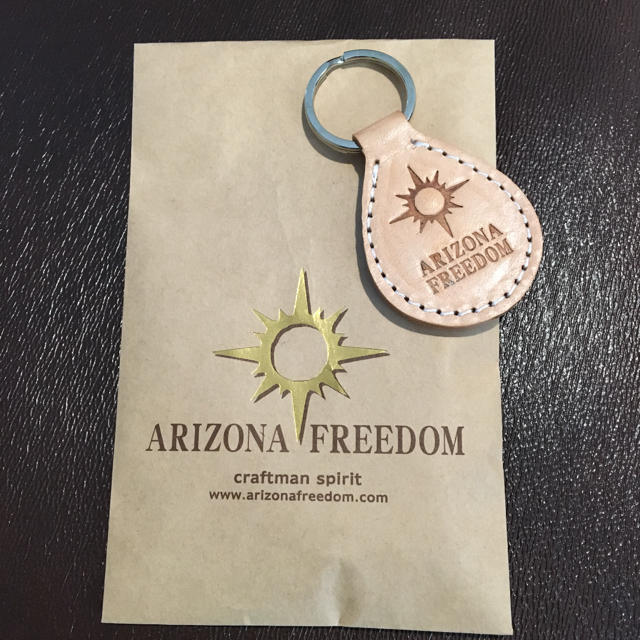 ARIZONA
FREEDOM
ARIZONA FREEDOM
craftman spirit
www.arizonafreedom.com